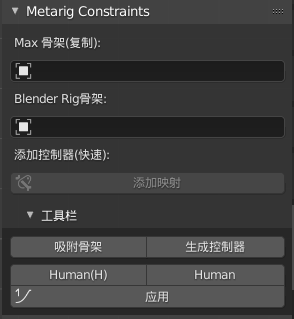 Metarig Constraints
Max 骨架(复制):
Blender Rig骨架:
添加控制器(快速):
添加映射
工具栏
吸附骨架 生成控制器
Human(H) Human
应用